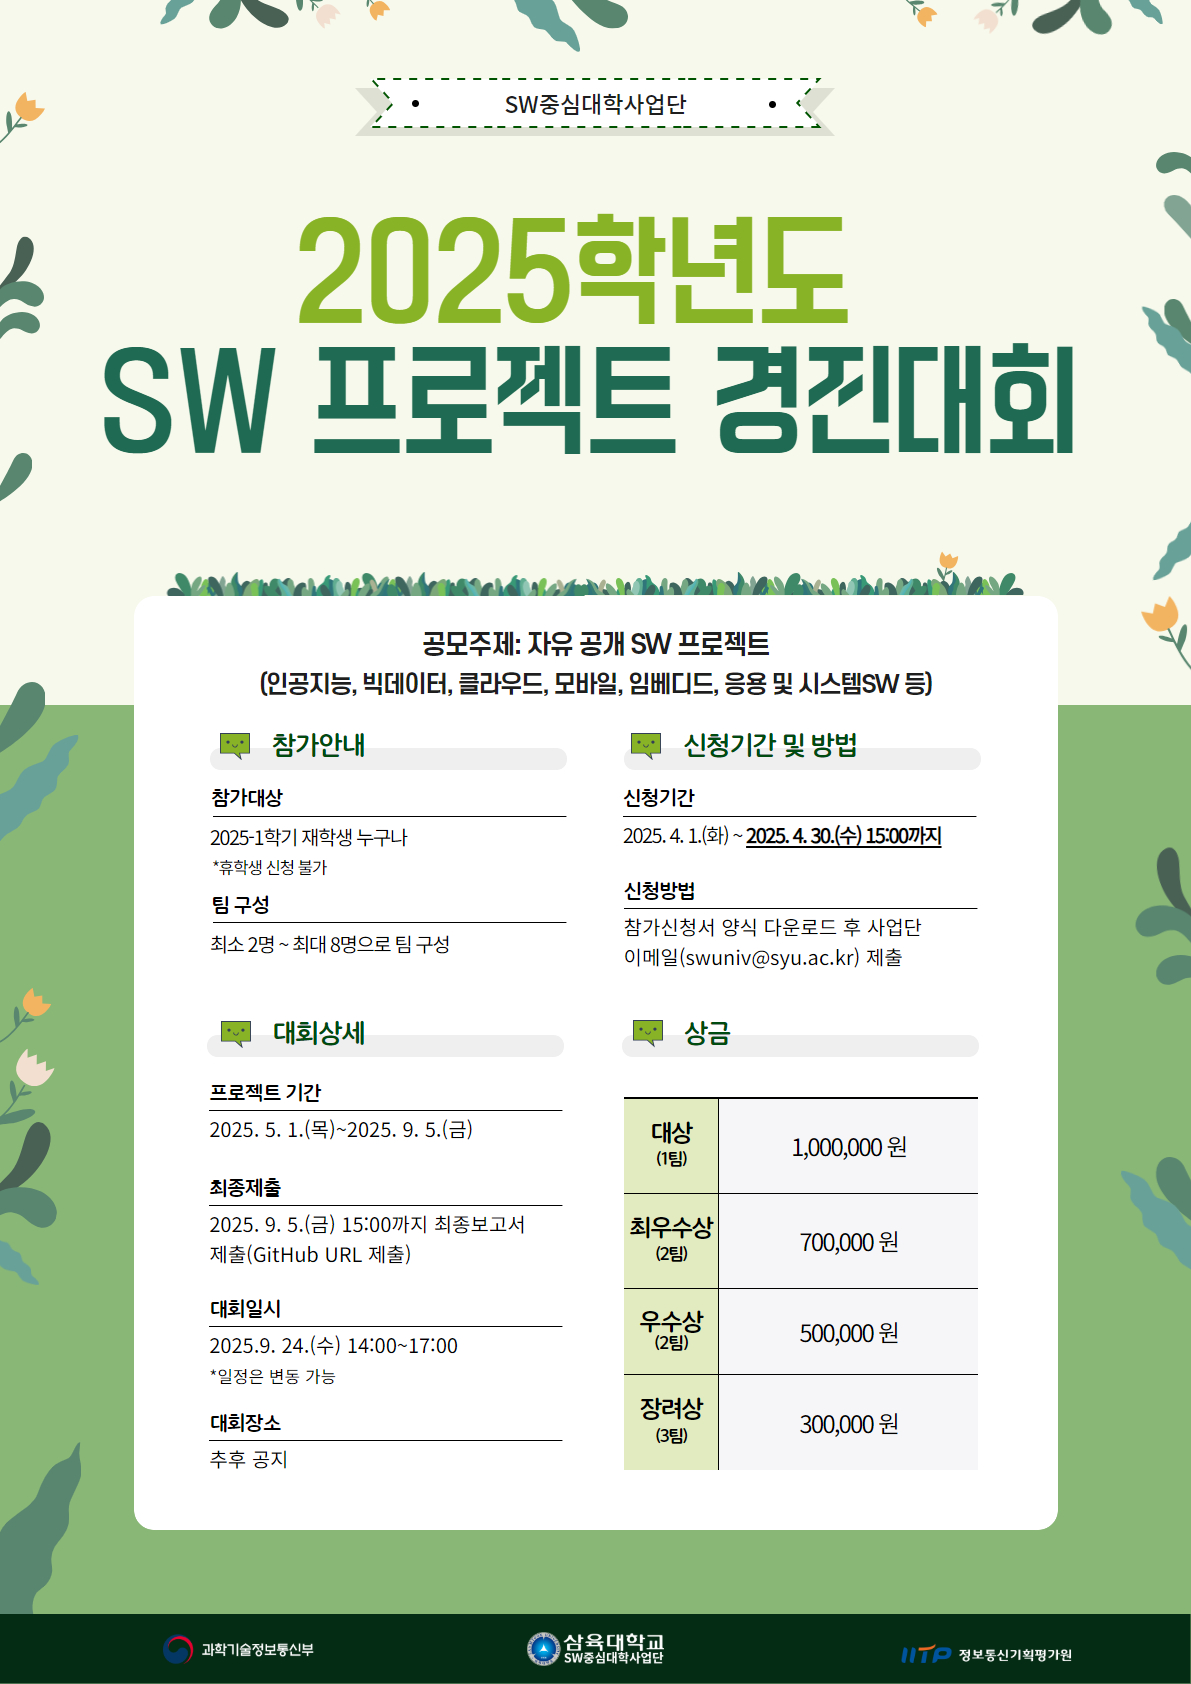 SW중심대학사업단
2025학년도
SW 프로젝트 경진대회
공모주제: 자유 공개 SW 프로젝트
(인공지능, 빅데이터, 클라우드, 모바일, 임베디드, 응용 및 시스템SW 등)
참가안내
참가대상
2025-1학기 재학생 누구나
*휴학생 신청 불가
팀 구성
최소 2명 ~ 최대 8명으로 팀 구성
신청기간 및 방법
신청기간
2025. 4. 1.(화) ~ 2025. 4. 30.(수) 15:00까지
신청방법
참가신청서 양식 다운로드 후 사업단
이메일(swuniv@syu.ac.kr) 제출
대회상세
프로젝트 기간
2025. 5. 1.(목)~2025. 9. 5.(금)
최종제출
2025. 9. 5.(금) 15:00까지 최종보고서
제출(GitHub URL 제출)
대회일시
2025.9. 24.(수) 14:00~17:00
*일정은 변동 가능
대회장소
추후 공지
상금
대상
(1팀)
1,000,000 원
최우수상
(2팀)
700,000 원
우수상
(2팀)
500,000 원
장려상
(3팀)
300,000 원
과학기술정보통신부
삼육대학교
SW중심대학사업단
IITP 정보통신기획평가원